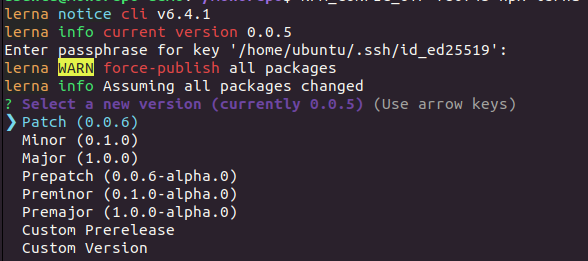 lerna notice cli v6.4.1
lerna info current version 0.0.5
Enter passphrase for key '/home/ubuntu/.ssh/id_ed25519':
lerna WARN force-publish all packages
lerna info Assuming all packages changed
? Select a new version (currently 0.0.5) (Use arrow keys)
❯ Patch (0.0.6)
Minor (0.1.0)
Major (1.0.0)
Prepatch (0.0.6-alpha.0)
Preminor (0.1.0-alpha.0)
Premajor (1.0.0-alpha.0)
Custom Prerelease
Custom Version